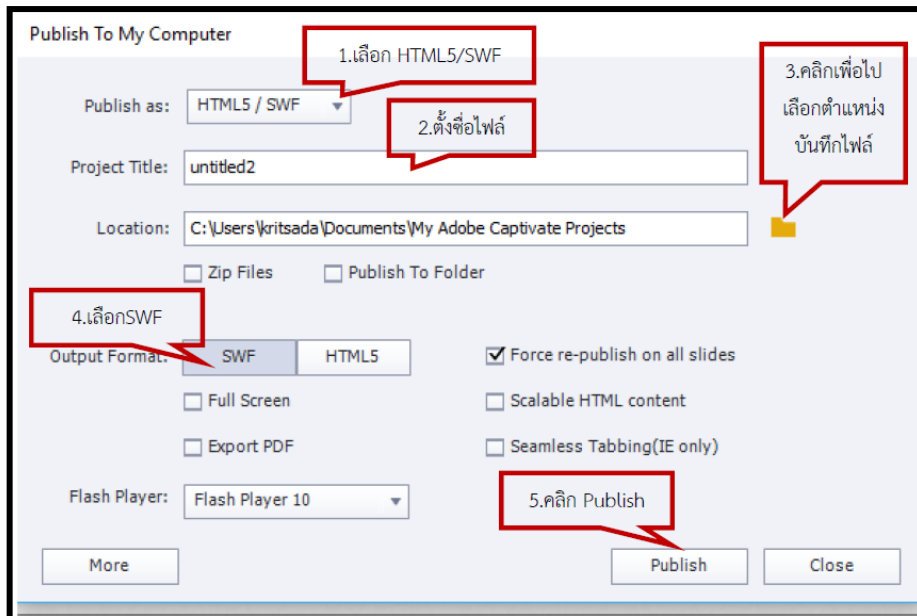 Publish To My Computer
1.เลือก HTML5/SWF
3.คลิกเพื่อไป
เลือกตำแหน่ง
บันทึกไฟล์
Publish as: HTML5 / SWF
2.ตั้งชื่อไฟล์
Project Title: untitled2
Location: C:\Users\kritsada\Documents\My Adobe Captivate Projects
Zip Files Publish To Folder
4.เลือกSWF
Output Format: SWF HTML5 Force re-publish on all slides
Full Screen Scalable HTML content
Export PDF Seamless Tabbing(IE only)
Flash Player: Flash Player 10
5.คลิก Publish
More Publish Close